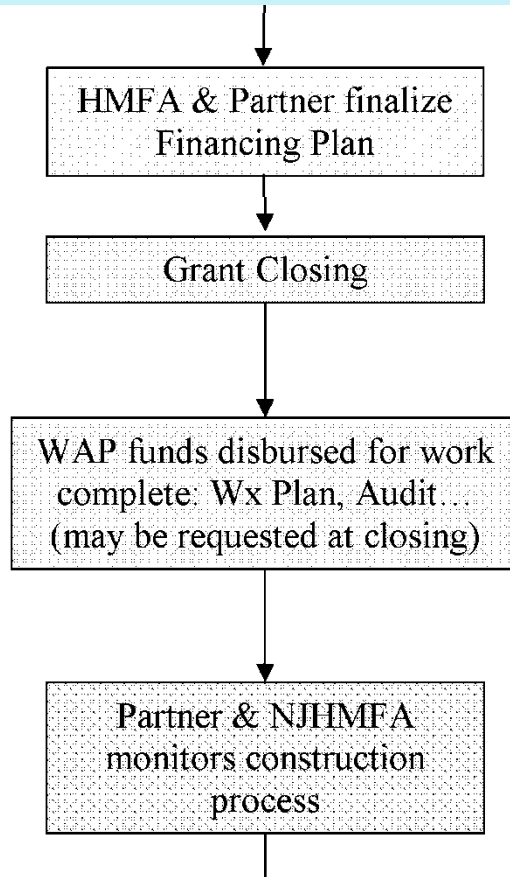 HMFA & Partner finalize
Financing Plan
Grant Closing
WAP funds disbursed for work
complete: Wx Plan, Audit...
(may be requested at closing)
Partner & NJHMFA
monitors construction
process